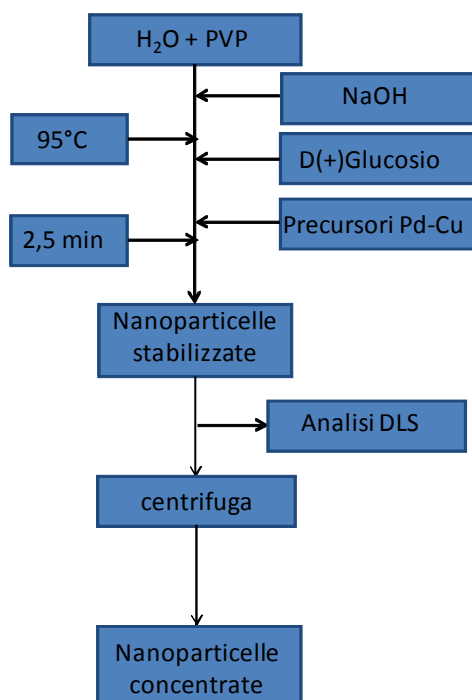 H₂O + PVP
NaOH
95°C
D(+)Glucosio
Precursori Pd-Cu
2,5 min
Nanoparticelle
stabilizzate
Analisi DLS
centrifuga
Nanoparticelle
concentrate